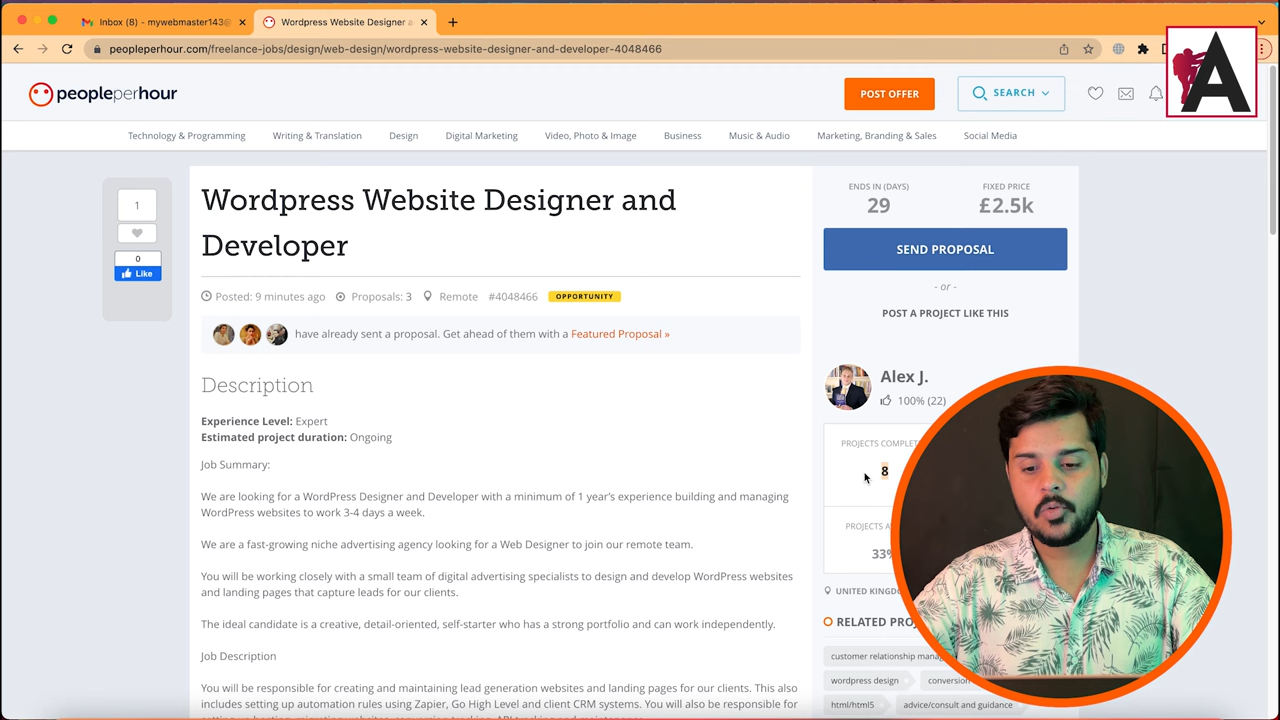 Inbox (8) - mywebmaster143@
Wordpress Website Designer a
peopleperhour.com/freelance-jobs/design/web-design/wordpress-website-designer-and-developer-4048466
A
peopleperhour
POST OFFER
SEARCH
Technology & Programming
Writing & Translation
Design
Digital Marketing
Video, Photo & Image
Business
Music & Audio
Marketing, Branding & Sales
Social Media
1
0
Like
Wordpress Website Designer and
Developer
Posted: 9 minutes ago
Proposals: 3
Remote
#4048466
OPPORTUNITY
have already sent a proposal. Get ahead of them with a Featured Proposal »
Description
Experience Level: Expert
Estimated project duration: Ongoing
Job Summary:
We are looking for a WordPress Designer and Developer with a minimum of 1 year's experience building and managing
WordPress websites to work 3-4 days a week.
We are a fast-growing niche advertising agency looking for a Web Designer to join our remote team.
You will be working closely with a small team of digital advertising specialists to design and develop WordPress websites
and landing pages that capture leads for our clients.
The ideal candidate is a creative, detail-oriented, self-starter who has a strong portfolio and can work independently.
Job Description
You will be responsible for creating and maintaining lead generation websites and landing pages for our clients. This also
includes setting up automation rules using Zapier, Go High Level and client CRM systems. You will also be responsible for
ENDS IN (DAYS)
29
FIXED PRICE
£2.5k
SEND PROPOSAL
- or -
POST A PROJECT LIKE THIS
Alex J.
100% (22)
PROJECTS COMPLE
8
PROJECTS A
33%
UNITED KINGDO
RELATED PRO
customer relationship mana
wordpress design
conversion
html/html5
advice/consult and guidance